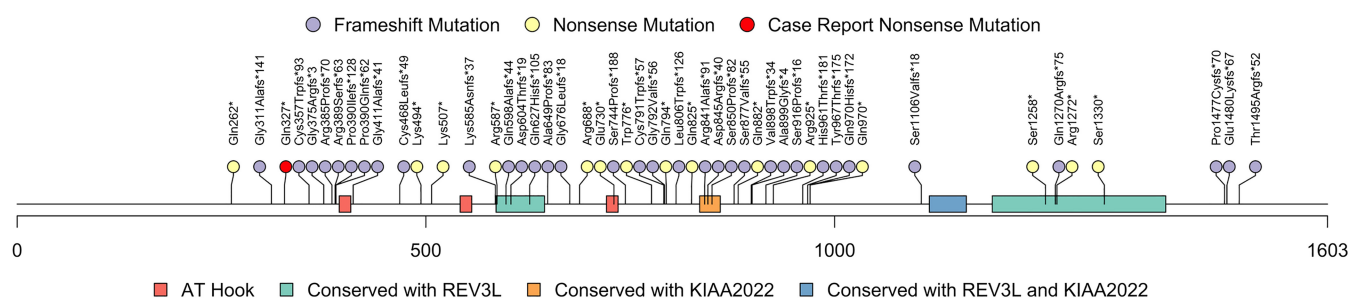 Frameshift Mutation Nonsense Mutation Case Report Nonsense Mutation
Gln262*
Gly311Alafs*141
Gln327*
Cys357Trpfs*93
Gly375Argfs*3
Arg385Profs*70
Arg389Serfs*63
Pro390Ilefs*128
Pro390Glnfs*62
Gly411Alafs*41
Cys468Leufs*49
Lys494*
Lys507*
Lys585Asnfs*37
Arg587*
Gln598Alafs*44
Asp604Thrfs*19
Gln627Hisfs*105
Ala649Profs*83
Gly676Leufs*18
Arg688*
Glu730*
Ser744Profs*188
Trp776*
Cys791Trpfs*57
Gly792Valfs*56
Gln794*
Leu806Trpfs*126
Gln825*
Arg841Alafs*91
Asp845Argfs*40
Ser850Profs*82
Ser877Valfs*55
Gln882*
Val898Trpfs*34
Ala899Glyfs*4
Ser916Profs*16
Arg925*
His961Thrfs*181
Tyr967Thrfs*175
Gln970Hisfs*172
Gln970*
Ser1106Valfs*18
Ser1258*
Gln1270Argfs*75
Arg1272*
Ser1330*
Pro1477Cysfs*70
Glu1480Lysfs*67
Thr1495Argfs*52
0 500 1000 1603
AT Hook Conserved with REV3L Conserved with KIAA2022 Conserved with REV3L and KIAA2022